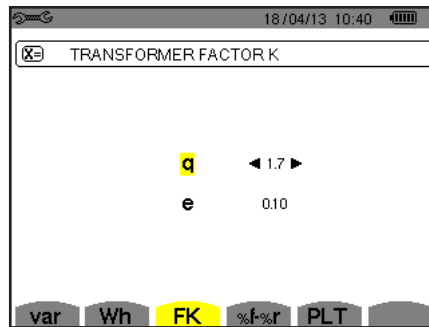 18/04/13 10:40
TRANSFORMER FACTOR K
q ◄ 1.7 ►
e 0.10
var Wh FK %f-%r PLT